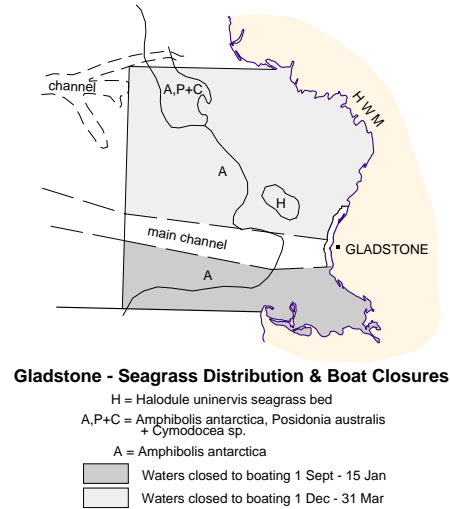 channel
A,P+C
HWM
A
H
main channel
GLADSTONE
A
Gladstone - Seagrass Distribution & Boat Closures
H = Halodule uninervis seagrass bed
A,P+C = Amphibolis antarctica, Posidonia australis
+ Cymodocea sp.
A = Amphibolis antarctica
Waters closed to boating 1 Sept - 15 Jan
Waters closed to boating 1 Dec - 31 Mar